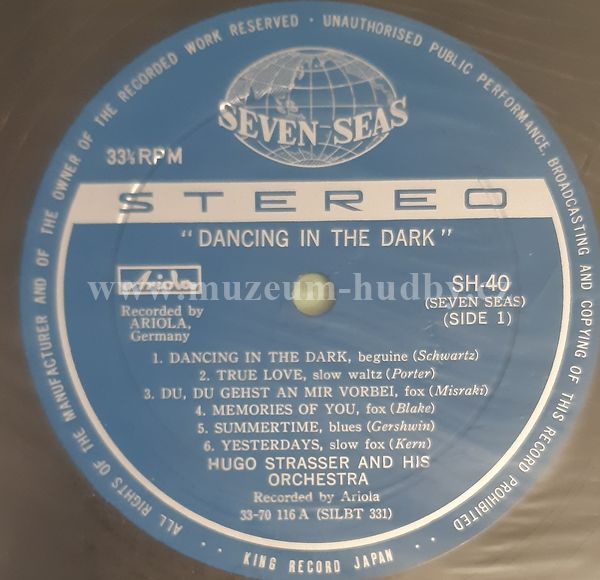 ALL RIGHTS OF THE MANUFACTURER AND OF THE OWNER OF THE RECORDED WORK RESERVED · UNAUTHORISED PUBLIC PERFORMANCE, BROADCASTING AND COPYING OF THIS RECORD PROHIBITED
SEVEN SEAS
33⅓RPM
STEREO
"DANCING IN THE DARK"
Ariola
SH-40
www.muzeum-hudby.
Recorded by
ARIOLA,
Germany
(SEVEN SEAS)
(SIDE 1)
1. DANCING IN THE DARK, beguine (Schwartz)
2. TRUE LOVE, slow waltz (Porter)
3. DU, DU GEHST AN MIR VORBEI, fox (Misraki)
4. MEMORIES OF YOU, fox (Blake)
5. SUMMERTIME, blues (Gershwin)
6. YESTERDAYS, slow fox (Kern)
HUGO STRASSER AND HIS
ORCHESTRA
Recorded by Ariola
33-70 116 A (SILBT 331)
· KING RECORD JAPAN ·